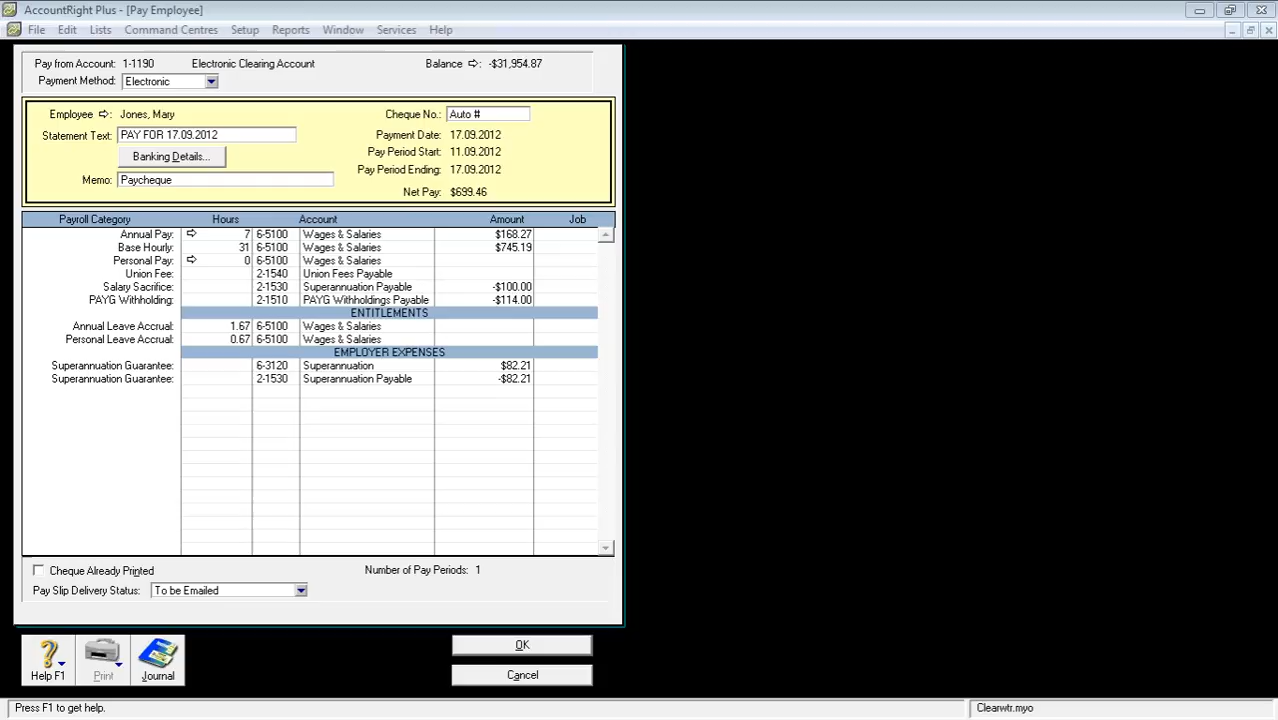 AccountRight Plus - [Pay Employee]
File Edit Lists Command Centres Setup Reports Window Services Help
Pay from Account: 1-1190 Electronic Clearing Account Balance : -$31,954.87
Payment Method: Electronic
Employee : Jones, Mary Cheque No.: Auto #
Statement Text: PAY FOR 17.09.2012 Payment Date: 17.09.2012
Banking Details... Pay Period Start: 11.09.2012
Pay Period Ending: 17.09.2012
Memo: Paycheque
Net Pay: $699.46
Payroll Category Hours Account Amount Job
Annual Pay: 7 6-5100 Wages & Salaries $168.27
Base Hourly: 31 6-5100 Wages & Salaries $745.19
Personal Pay: 0 6-5100 Wages & Salaries
Union Fee: 2-1540 Union Fees Payable
Salary Sacrifice: 2-1530 Superannuation Payable -$100.00
PAYG Withholding: 2-1510 PAYG Withholdings Payable -$114.00
ENTITLEMENTS
Annual Leave Accrual: 1.67 6-5100 Wages & Salaries
Personal Leave Accrual: 0.67 6-5100 Wages & Salaries
EMPLOYER EXPENSES
Superannuation Guarantee: 6-3120 Superannuation $82.21
Superannuation Guarantee: 2-1530 Superannuation Payable -$82.21
Cheque Already Printed Number of Pay Periods: 1
Pay Slip Delivery Status: To be Emailed
OK
Help F1 Print Journal Cancel
Press F1 to get help. Clearwtr.myo